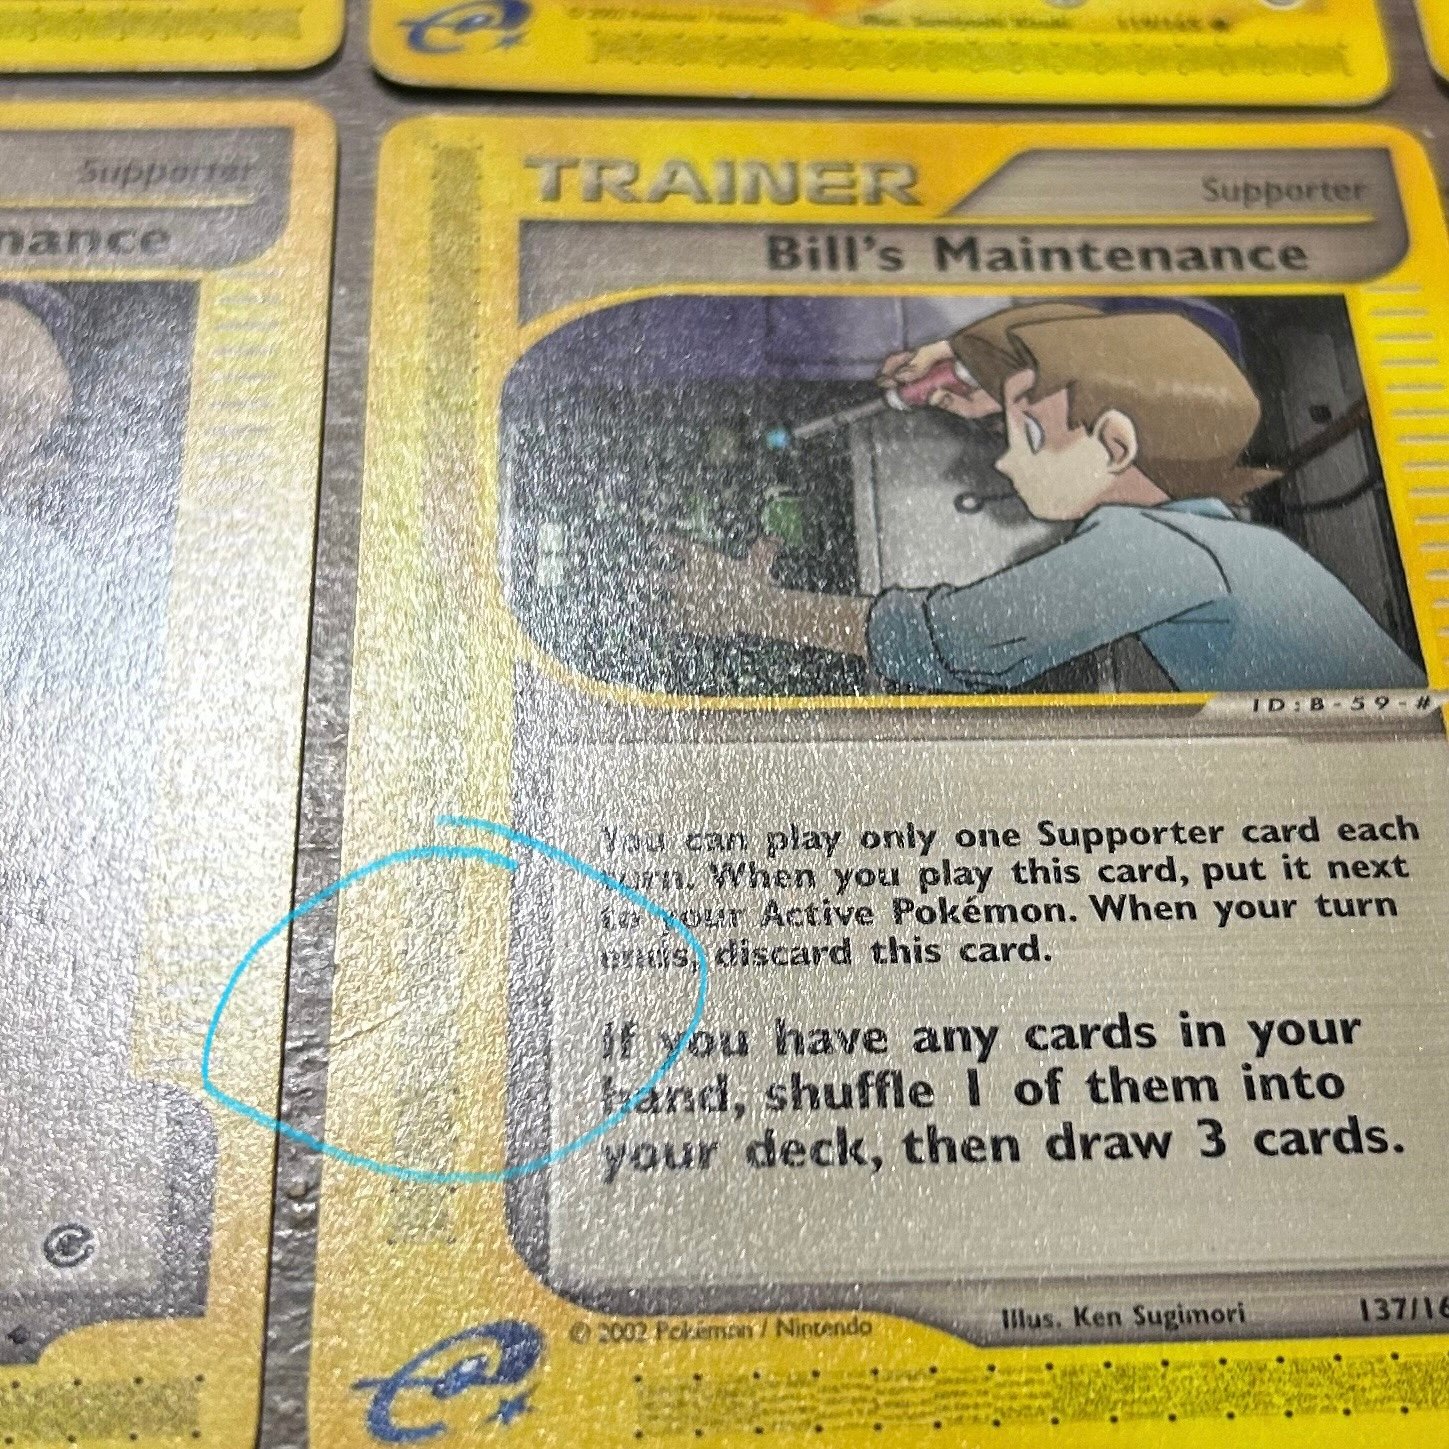 Supporter
nance
TRAINER
Supporter
Bill's Maintenance
ID:B-59-#
You can play only one Supporter card each
turn. When you play this card, put it next
to your Active Pokémon. When your turn
ends, discard this card.
If you have any cards in your
hand, shuffle 1 of them into
your deck, then draw 3 cards.
Illus. Ken Sugimori
137/16
© 2002 Pokémon / Nintendo